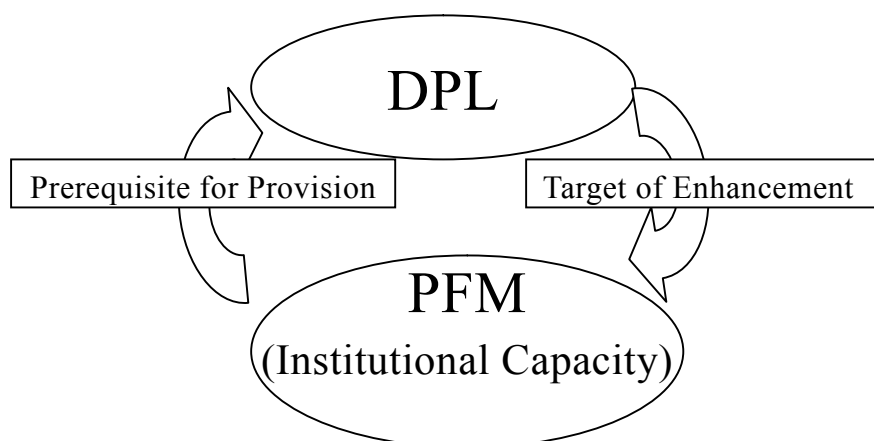 DPL
Prerequisite for Provision
Target of Enhancement
PFM
(Institutional Capacity)